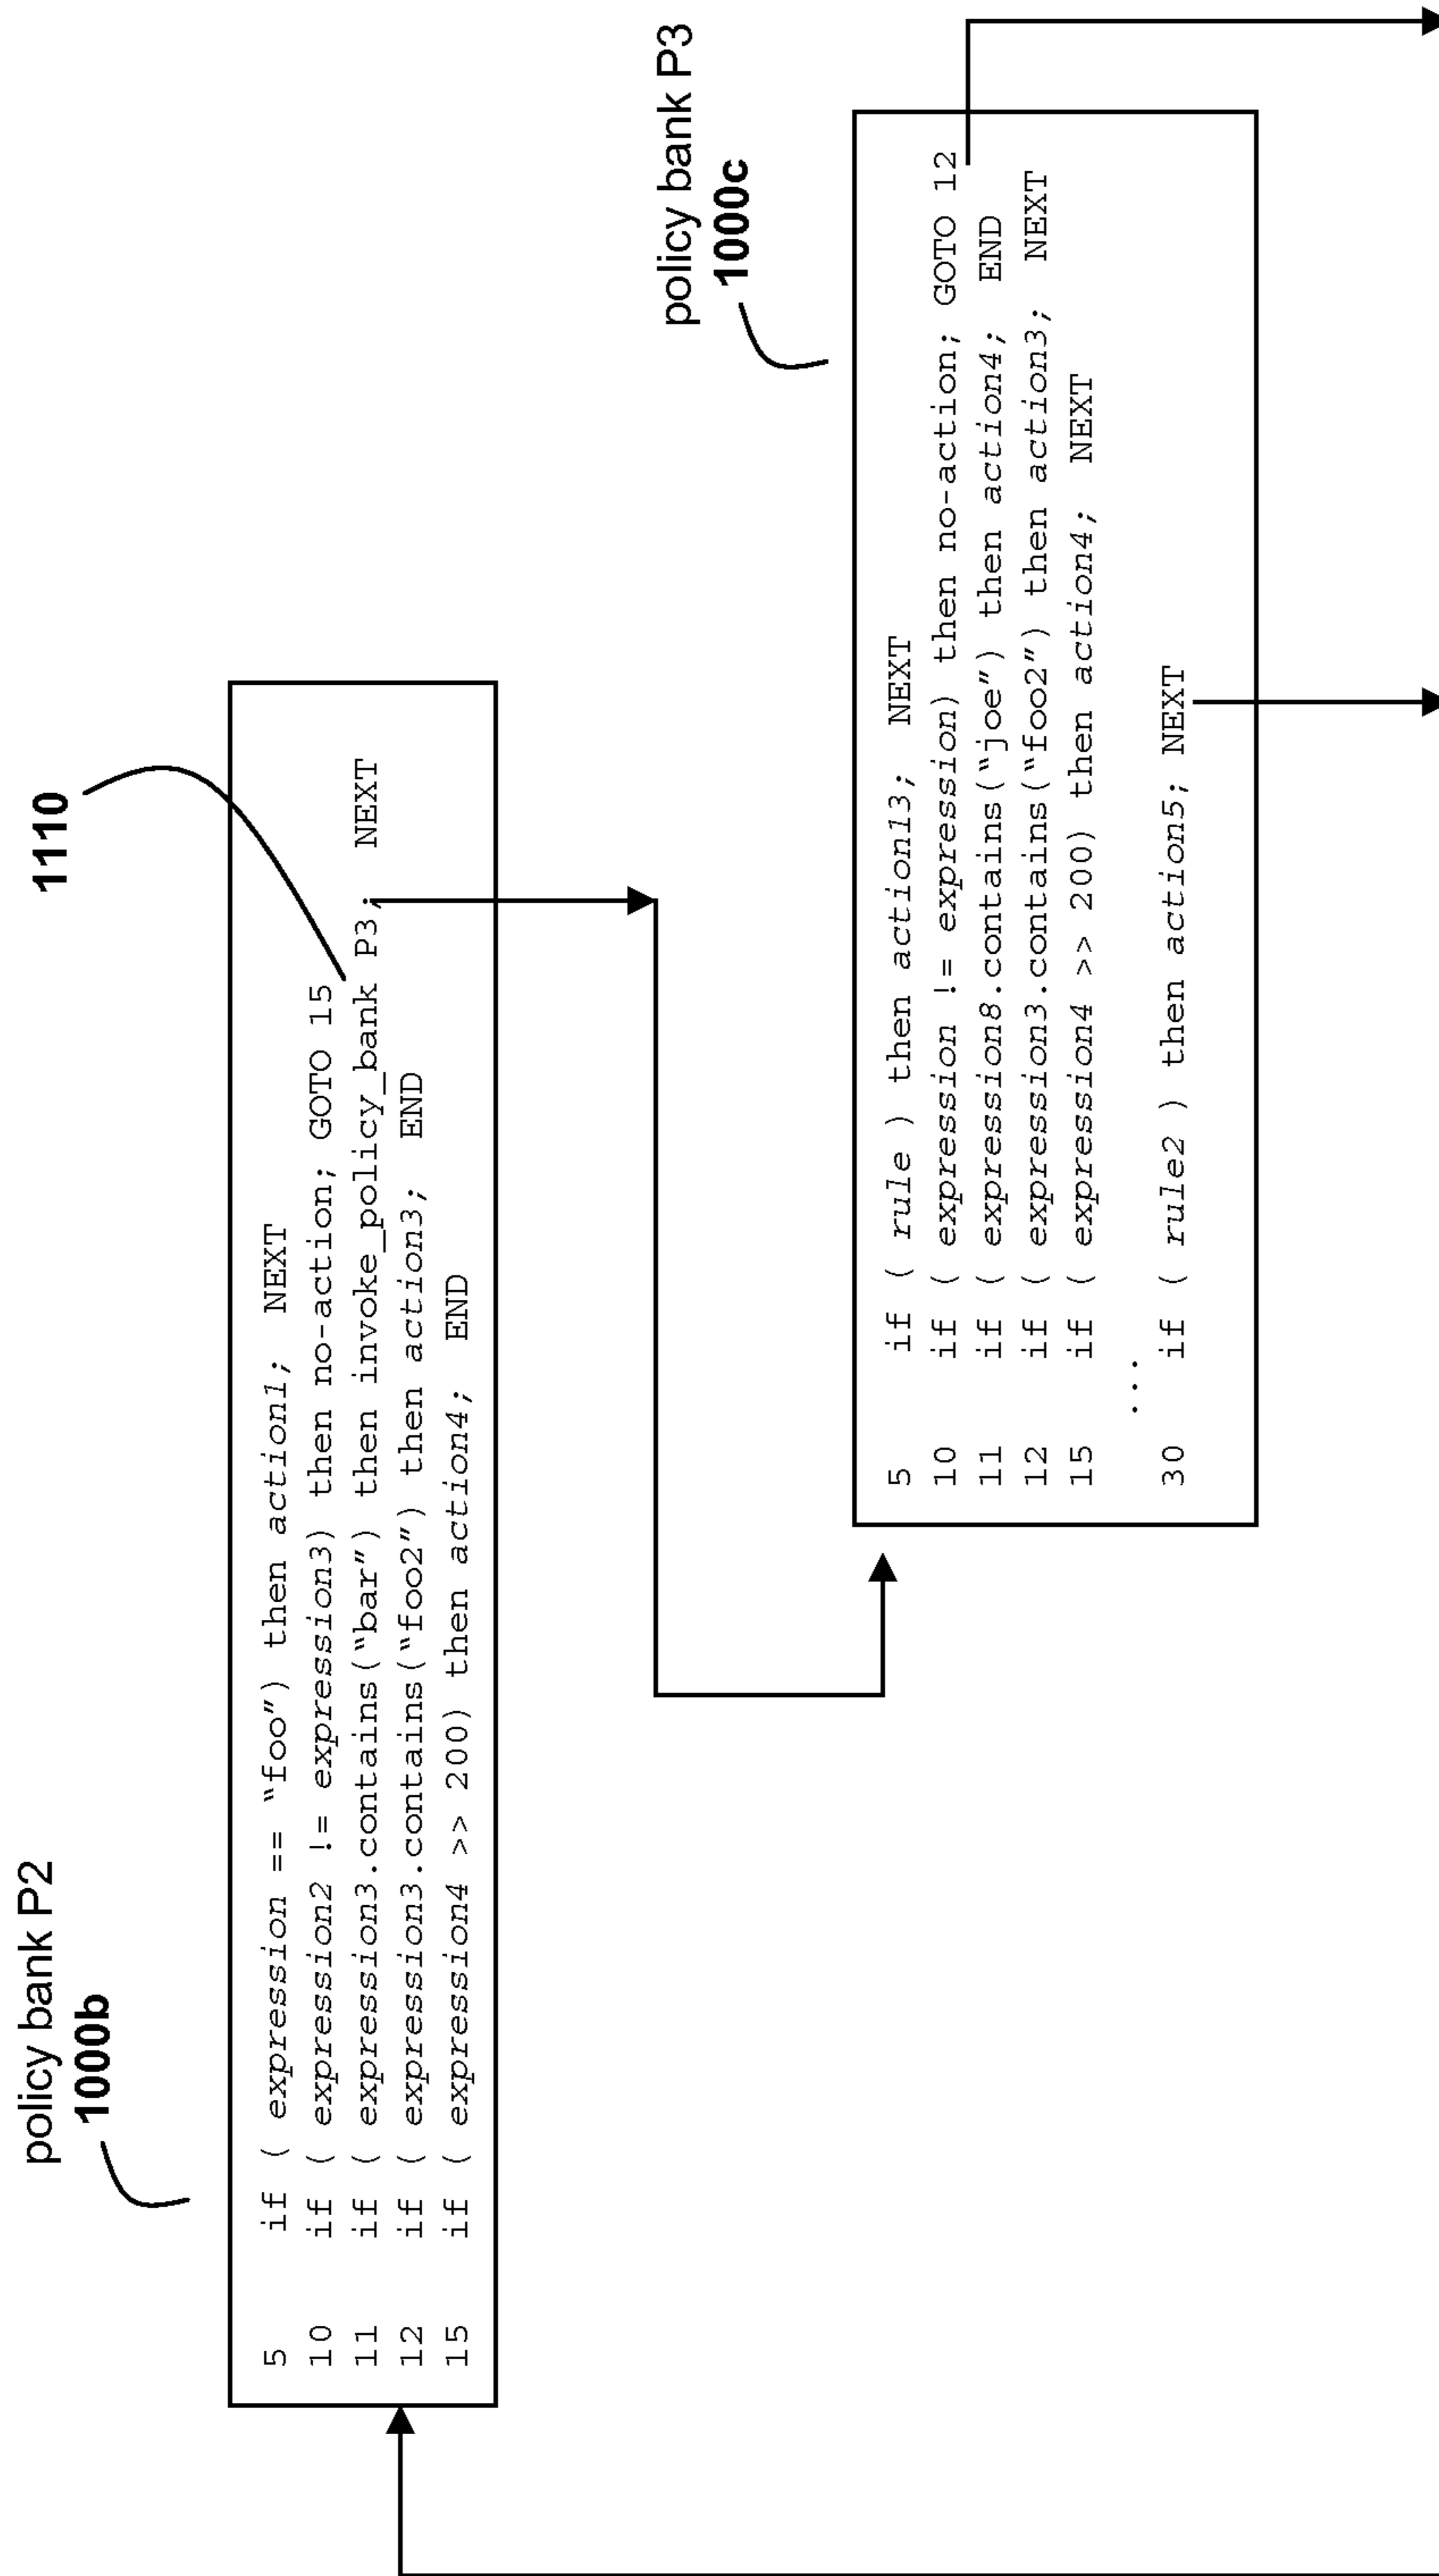 policy bank P2
1000b
1110
5 if ( expression == “foo”) then action1; NEXT
10 if ( expression2 != expression3) then no-action; GOTO 15
11 if ( expression3.contains(“bar”) then invoke_policy_bank P3; NEXT
12 if ( expression3.contains(“foo2”) then action3; END
15 if ( expression4 >> 200) then action4; END
policy bank P3
1000c
5 if ( rule ) then action13; NEXT
10 if ( expression != expression) then no-action; GOTO 12
11 if ( expression8.contains(“joe”) then action4; END
12 if ( expression3.contains(“foo2”) then action3; NEXT
15 if ( expression4 >> 200) then action4; NEXT
...
30 if ( rule2 ) then action5; NEXT